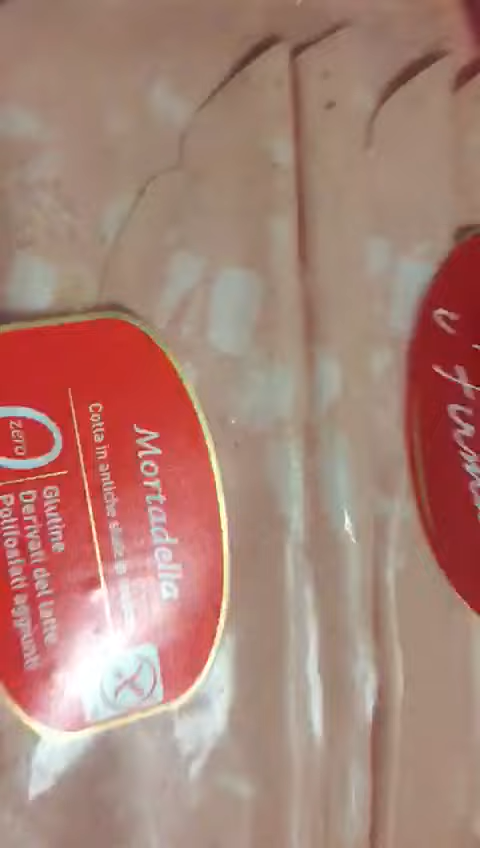 Mortadella
Cotta in antiche
zero
Glutine
Derivati del latte
Polifosfati aggiunti